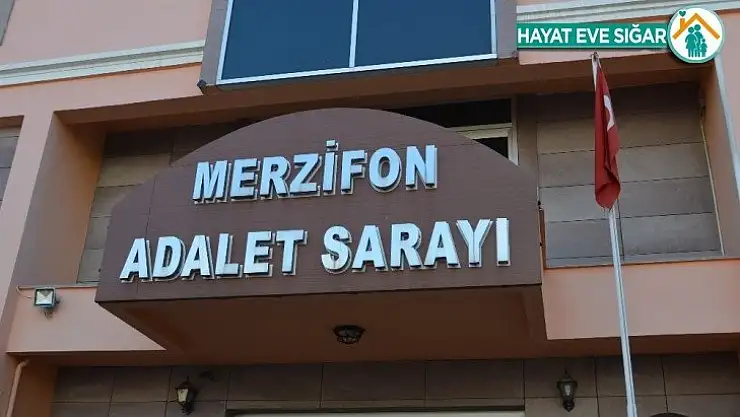 HAYAT EVE SIĞAR
MERZİFON
ADALET SARAYI